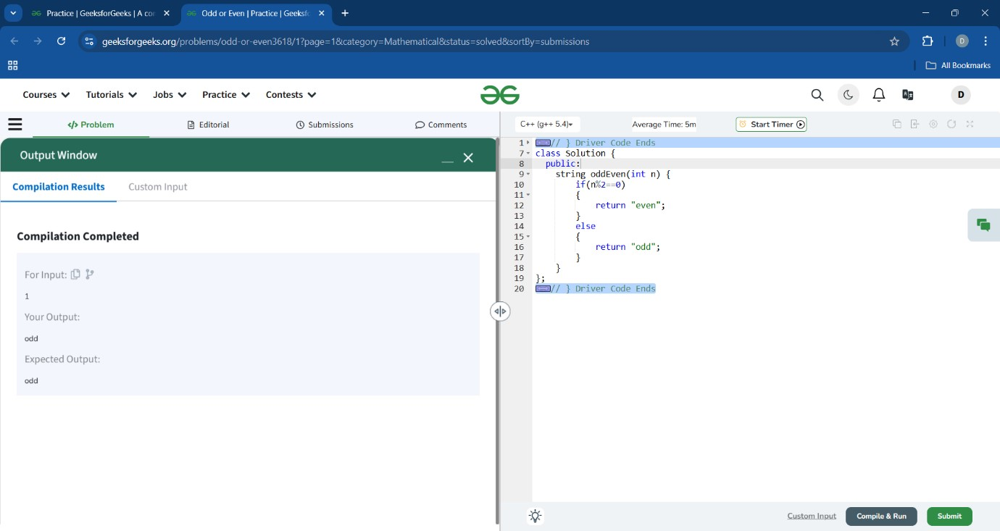 Practice | GeeksforGeeks | A co
Odd or Even | Practice | Geeksfo
geeksforgeeks.org/problems/odd-or-even3618/1?page=1&category=Mathematical&status=solved&sortBy=submissions
D
All Bookmarks
Courses
Tutorials
Jobs
Practice
Contests
D
</> Problem
Editorial
Submissions
Comments
C++ (g++ 5.4)
Average Time: 5m
Start Timer
Output Window
Compilation Results
Custom Input
Compilation Completed
For Input:
1
Your Output:
odd
Expected Output:
odd
1 // } Driver Code Ends
7 class Solution {
8 public:
9 string oddEven(int n) {
10 if(n%2==0)
11 {
12 return "even";
13 }
14 else
15 {
16 return "odd";
17 }
18 }
19 };
20 // } Driver Code Ends
Custom Input
Compile & Run
Submit